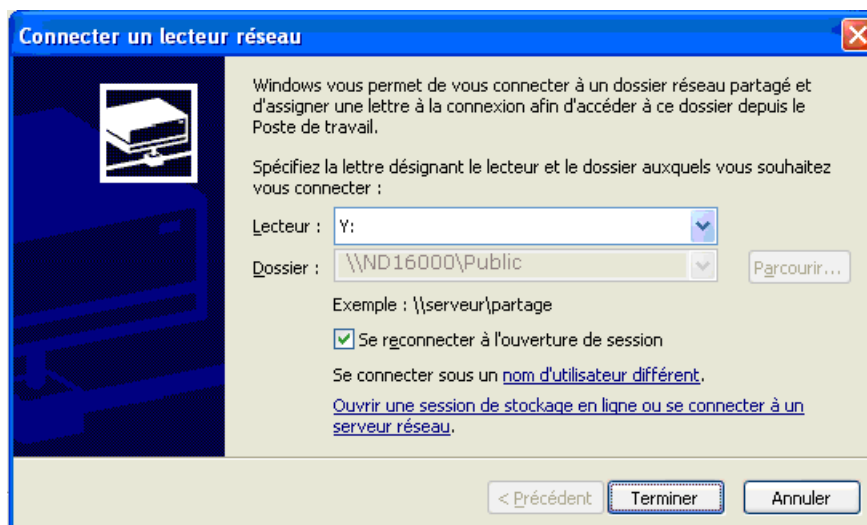 Connecter un lecteur réseau
Windows vous permet de vous connecter à un dossier réseau partagé et
d'assigner une lettre à la connexion afin d'accéder à ce dossier depuis le
Poste de travail.
Spécifiez la lettre désignant le lecteur et le dossier auxquels vous souhaitez
vous connecter :
Lecteur : Y:
Dossier : \\ND16000\Public Parcourir...
Exemple : \\serveur\partage
Se reconnecter à l'ouverture de session
Se connecter sous un nom d'utilisateur différent.
Ouvrir une session de stockage en ligne ou se connecter à un
serveur réseau.
< Précédent Terminer Annuler